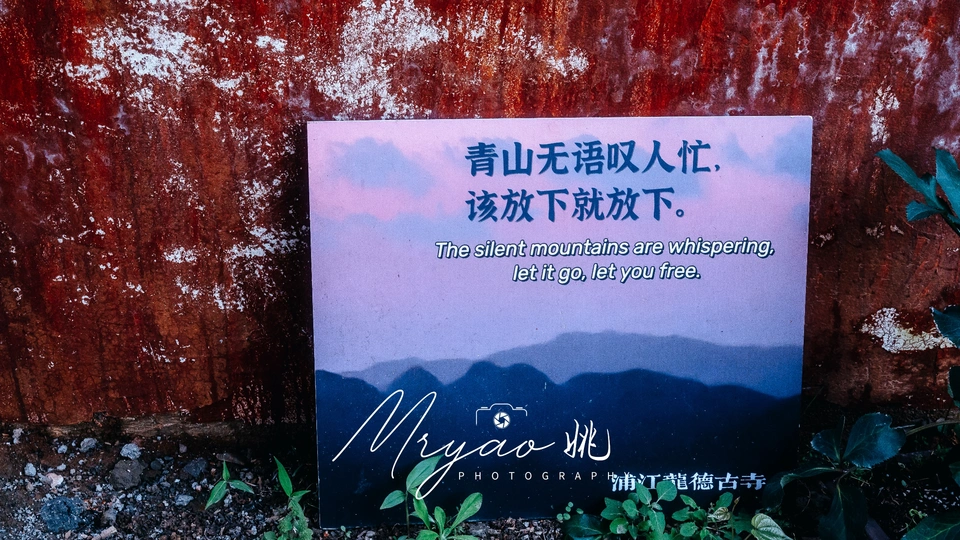 青山无语叹人忙,
该放下就放下。
The silent mountains are whispering,
let it go, let you free.
Mryao 姚
PHOTOGRAPHY
浦江龍德古寺